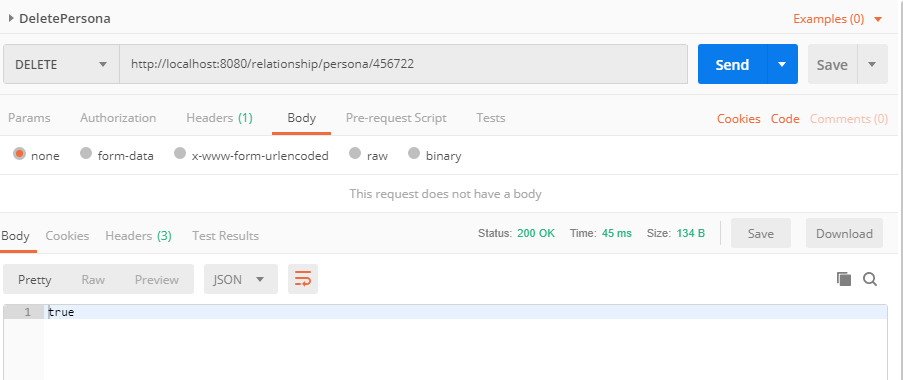 DeletePersona Examples (0)
DELETE http://localhost:8080/relationship/persona/456722 Send Save
Params Authorization Headers (1) Body Pre-request Script Tests Cookies Code Comments (0)
none form-data x-www-form-urlencoded raw binary
This request does not have a body
Body Cookies Headers (3) Test Results Status: 200 OK Time: 45 ms Size: 134 B Save Download
Pretty Raw Preview JSON
1 true